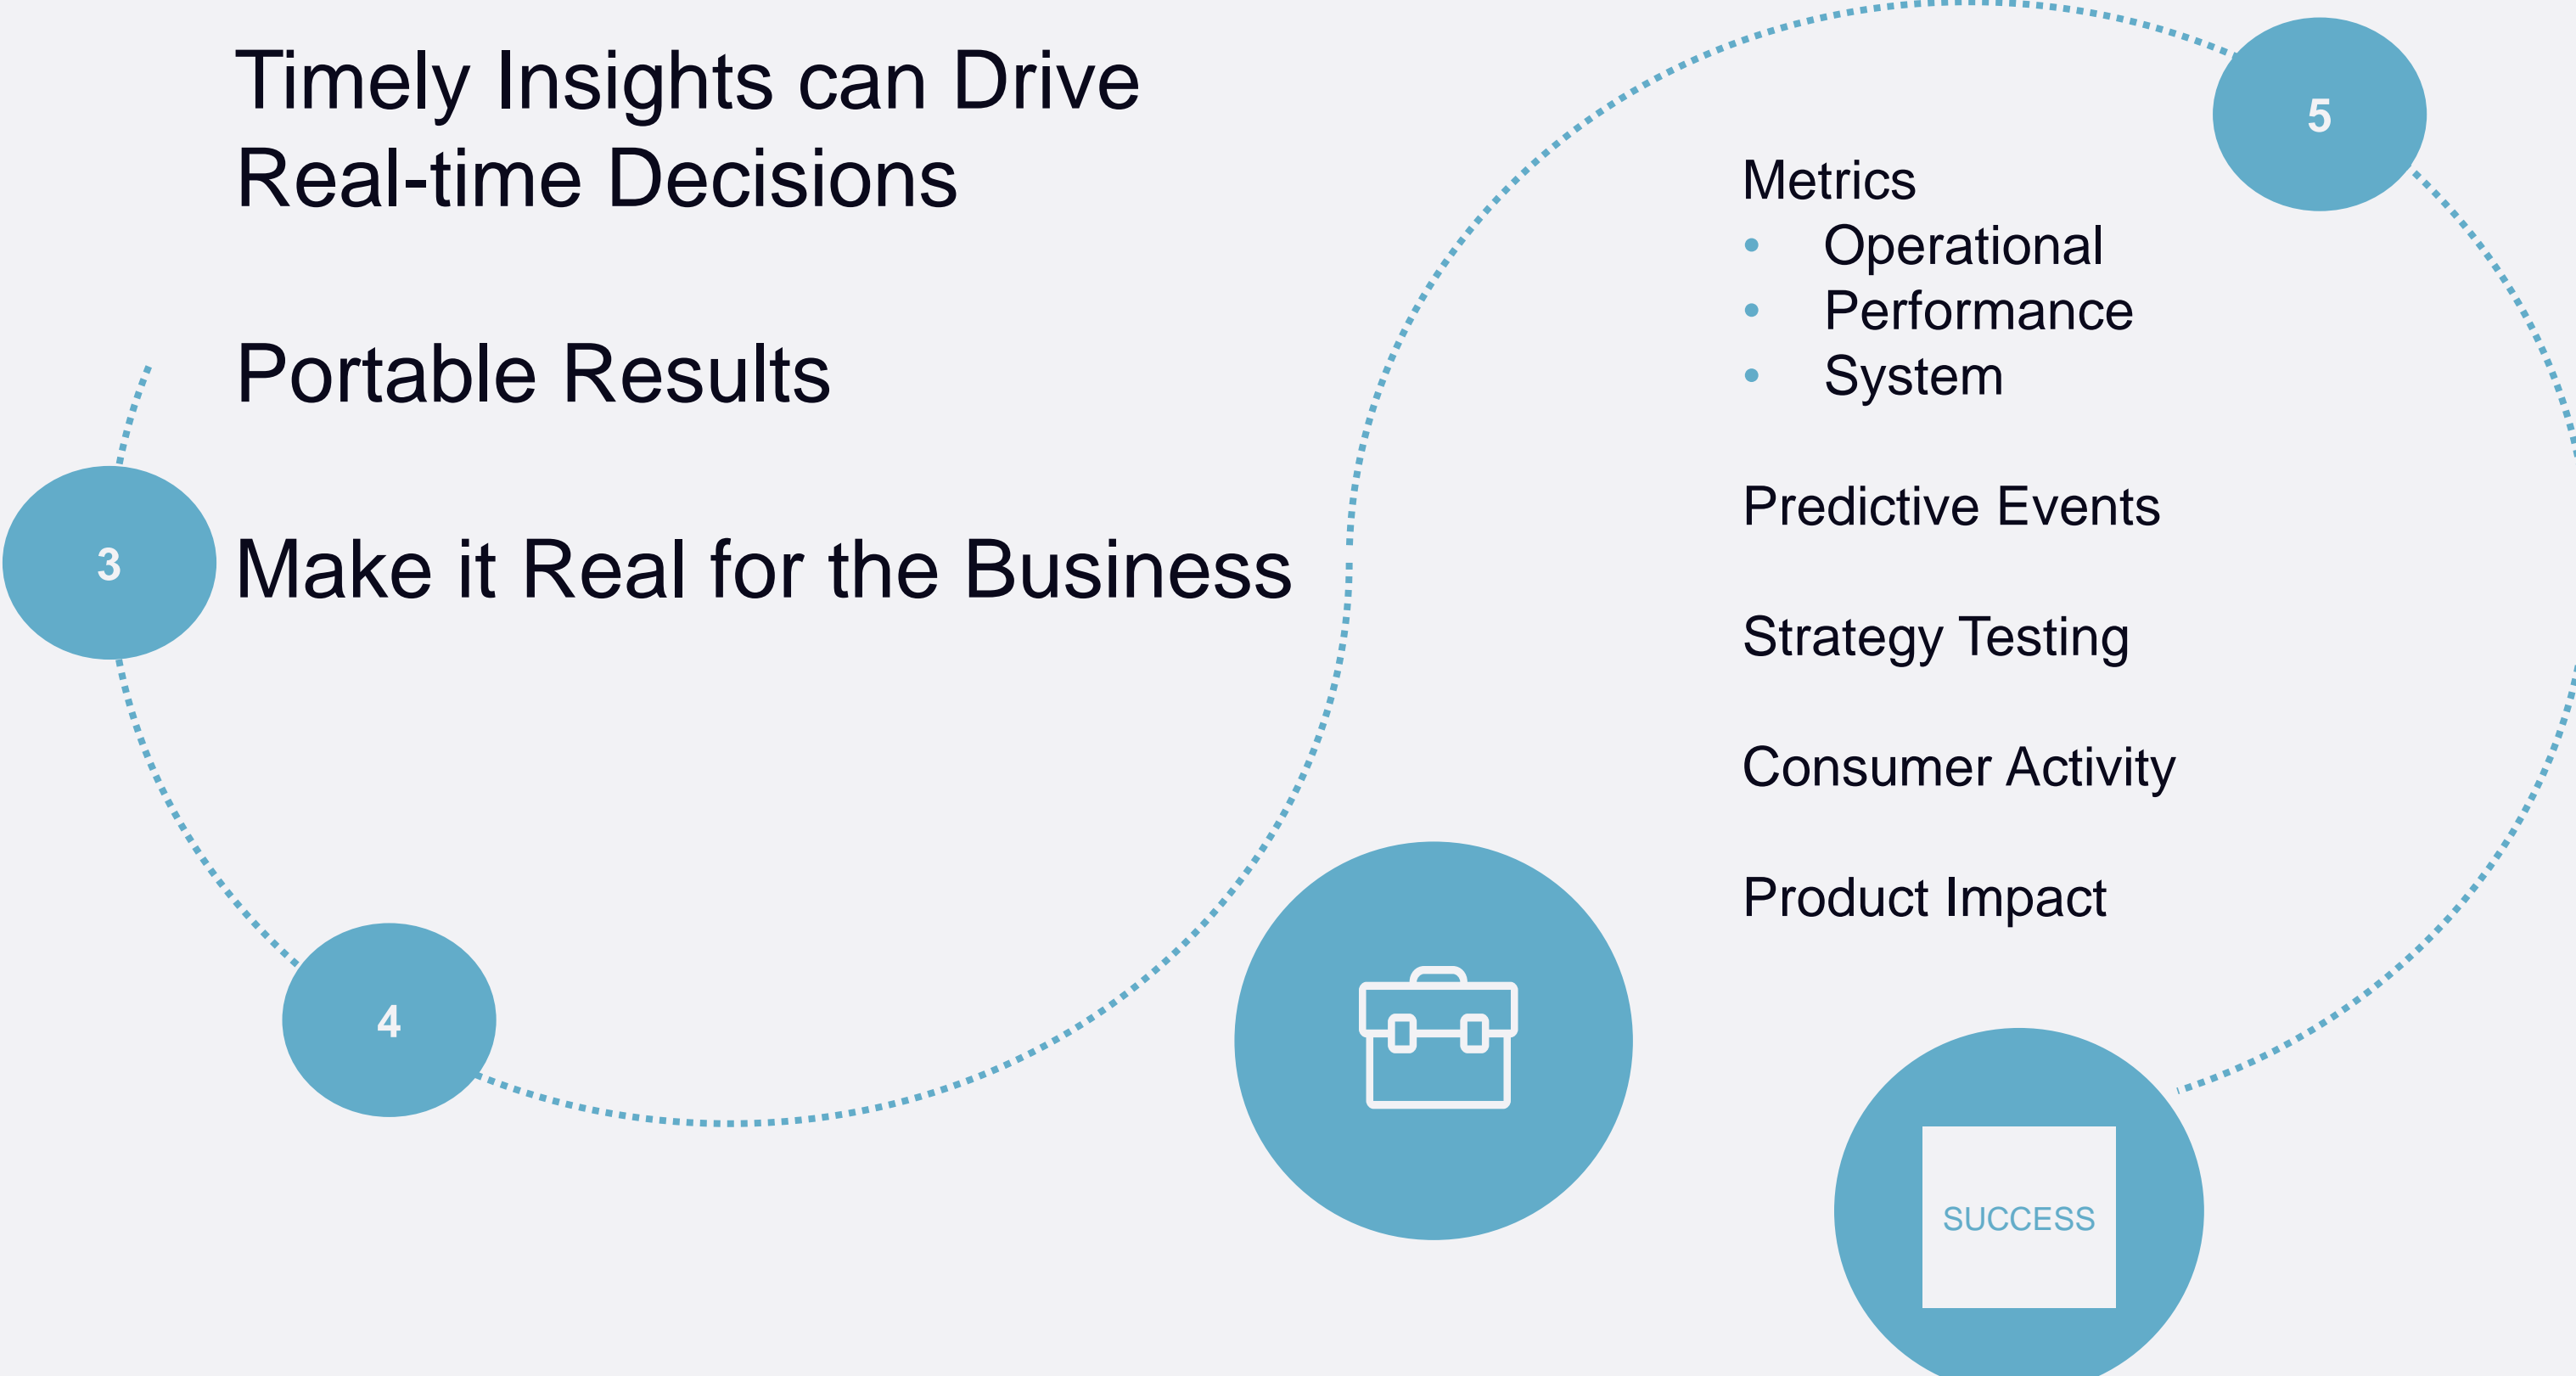 Timely Insights can Drive
Real-time Decisions
Portable Results
Make it Real for the Business
3
4
5
Metrics
• Operational
• Performance
• System
Predictive Events
Strategy Testing
Consumer Activity
Product Impact
SUCCESS